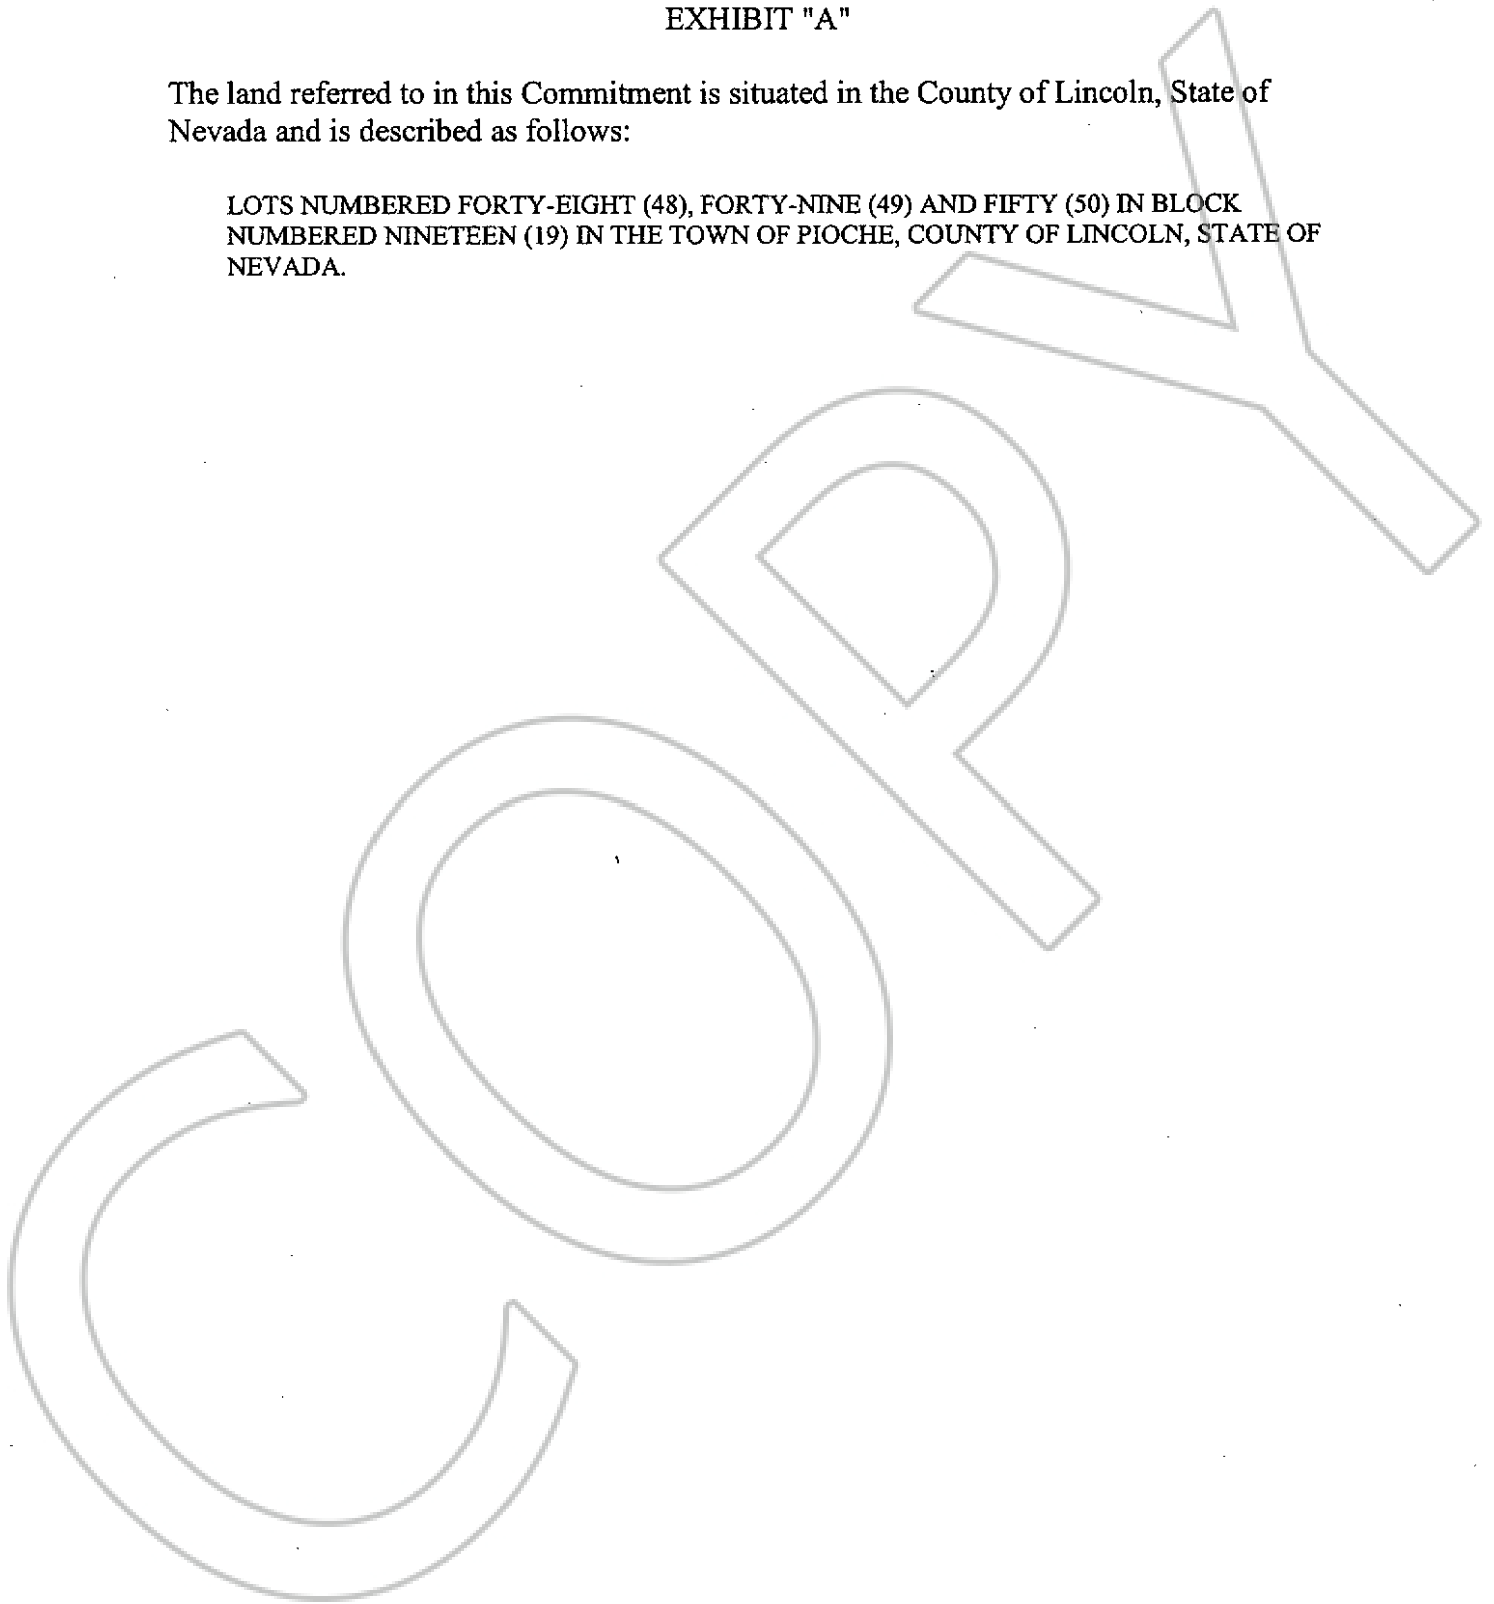 EXHIBIT "A"
The land referred to in this Commitment is situated in the County of Lincoln, State of
Nevada and is described as follows:
LOTS NUMBERED FORTY-EIGHT (48), FORTY-NINE (49) AND FIFTY (50) IN BLOCK
NUMBERED NINETEEN (19) IN THE TOWN OF PIOCHE, COUNTY OF LINCOLN, STATE OF
NEVADA.
COPY